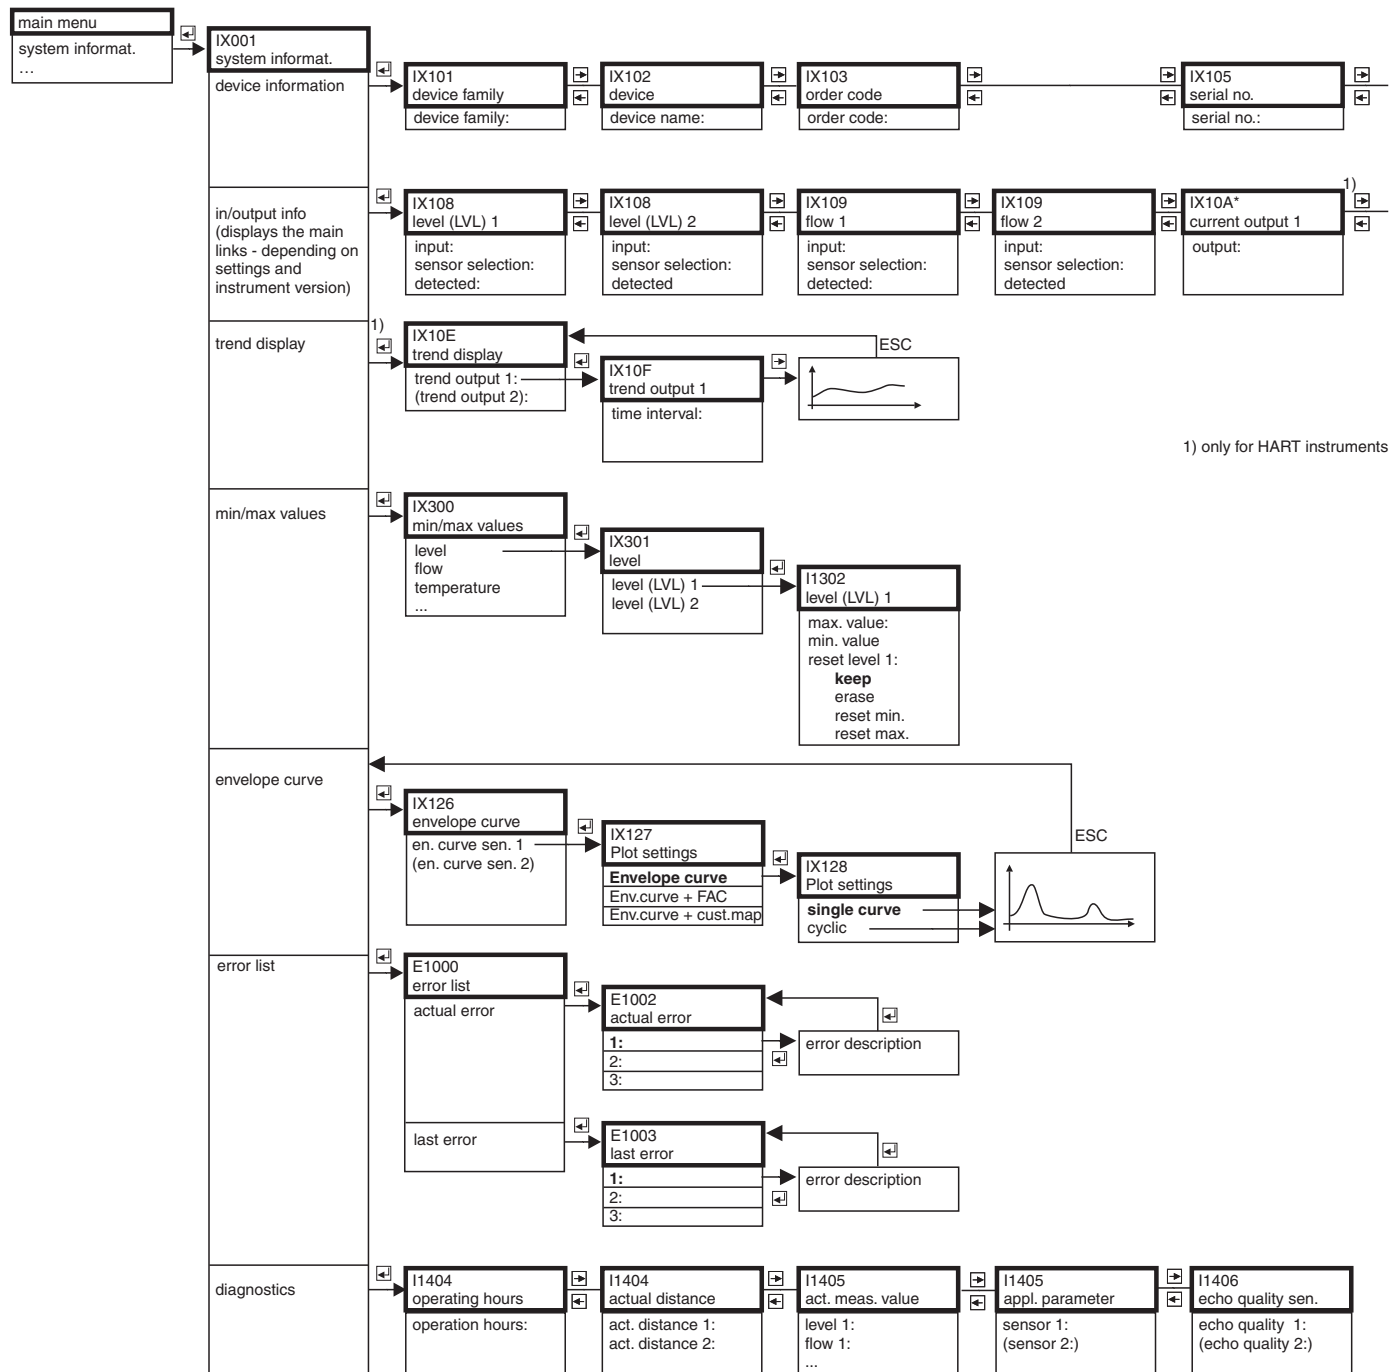 main menu
system informat.
...
IX001
system informat.
device information
IX101
device family
device family:
IX102
device
device name:
IX103
order code
order code:
IX105
serial no.
serial no.:
in/output info
(displays the main
links - depending on
settings and
instrument version)
IX108
level (LVL) 1
input:
sensor selection:
detected:
IX108
level (LVL) 2
input:
sensor selection:
detected
IX109
flow 1
input:
sensor selection:
detected:
IX109
flow 2
input:
sensor selection:
detected
1)
IX10A*
current output 1
output:
trend display
1)
IX10E
trend display
trend output 1:
(trend output 2):
IX10F
trend output 1
time interval:
ESC
1) only for HART instruments
min/max values
IX300
min/max values
level
flow
temperature
...
IX301
level
level (LVL) 1
level (LVL) 2
I1302
level (LVL) 1
max. value:
min. value
reset level 1:
keep
erase
reset min.
reset max.
envelope curve
IX126
envelope curve
en. curve sen. 1
(en. curve sen. 2)
IX127
Plot settings
Envelope curve
Env.curve + FAC
Env.curve + cust.map
IX128
Plot settings
single curve
cyclic
ESC
error list
E1000
error list
actual error
E1002
actual error
1:
2:
3:
error description
last error
E1003
last error
1:
2:
3:
error description
diagnostics
I1404
operating hours
operation hours:
I1404
actual distance
act. distance 1:
act. distance 2:
I1405
act. meas. value
level 1:
flow 1:
...
I1405
appl. parameter
sensor 1:
(sensor 2:)
I1406
echo quality sen.
echo quality 1:
(echo quality 2:)